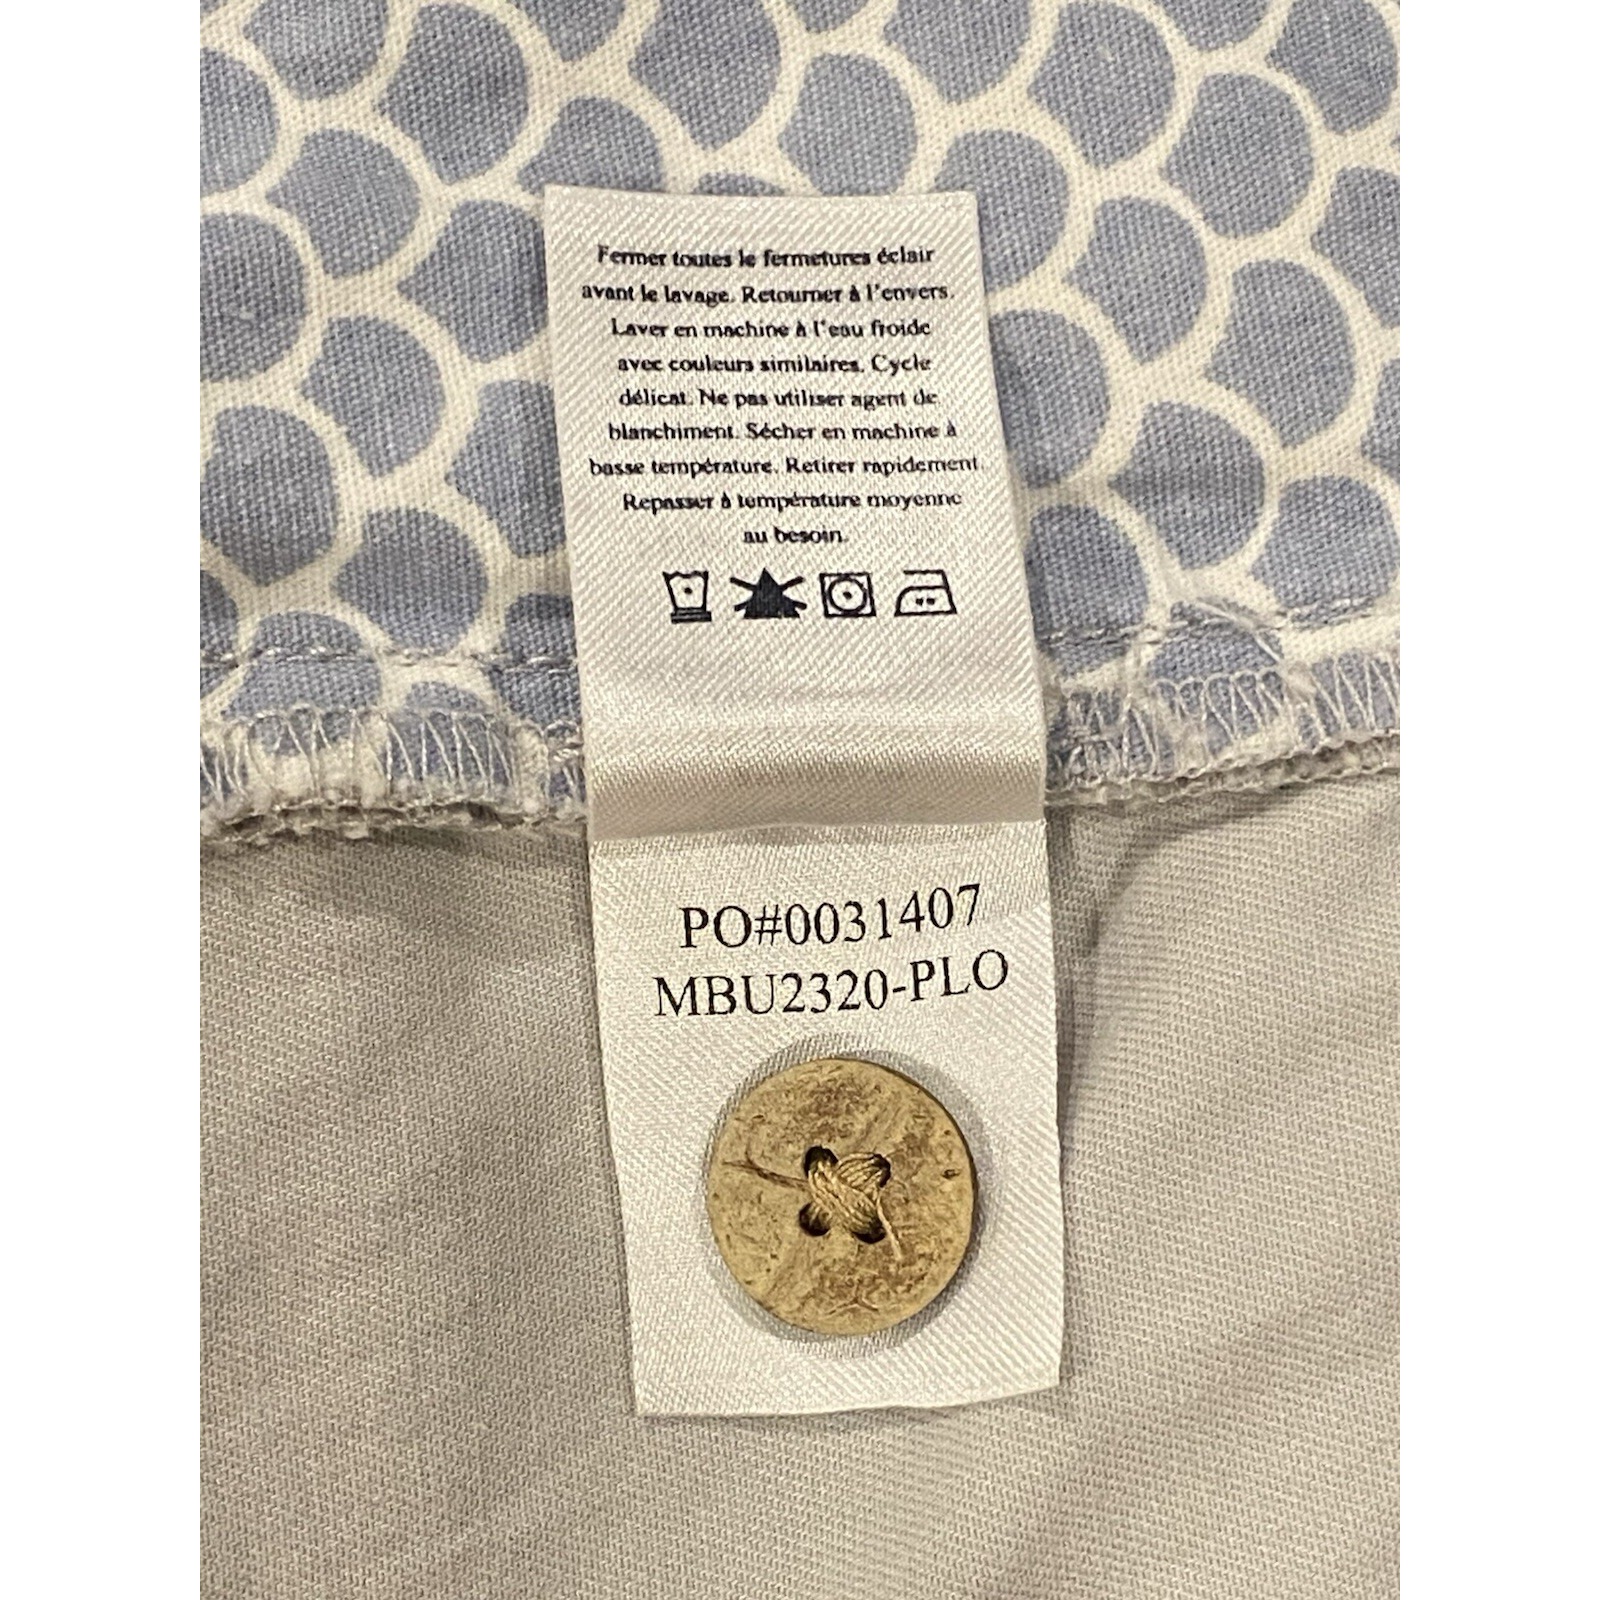 Fermer toutes le fermetures éclair
avant le lavage. Retourner à l'envers.
Laver en machine à l'eau froide
avec couleurs similaires. Cycle
délicat. Ne pas utiliser agent de
blanchiment. Sécher en machine à
basse température. Retirer rapidement.
Repasser à température moyenne
au besoin.
PO#0031407
MBU2320-PLO